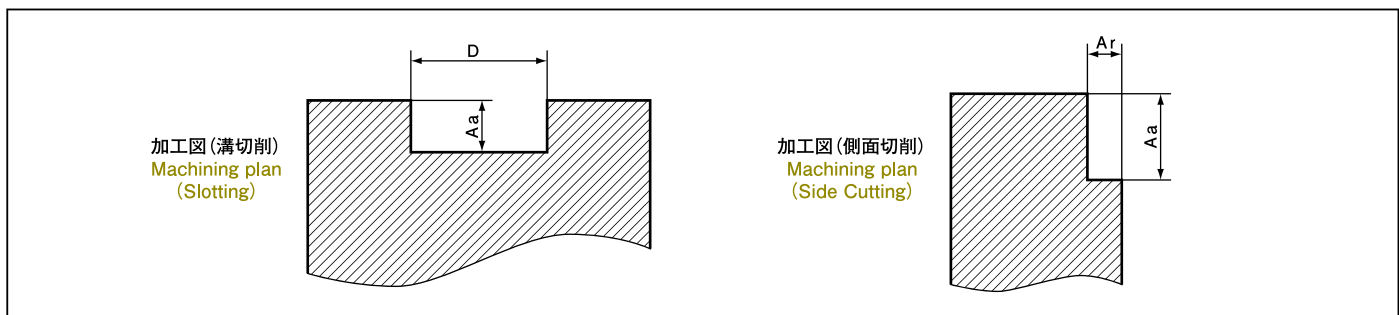 加工図(溝切削)
Machining plan
(Slotting)
D
Aa
加工図(側面切削)
Machining plan
(Side Cutting)
Ar
Aa